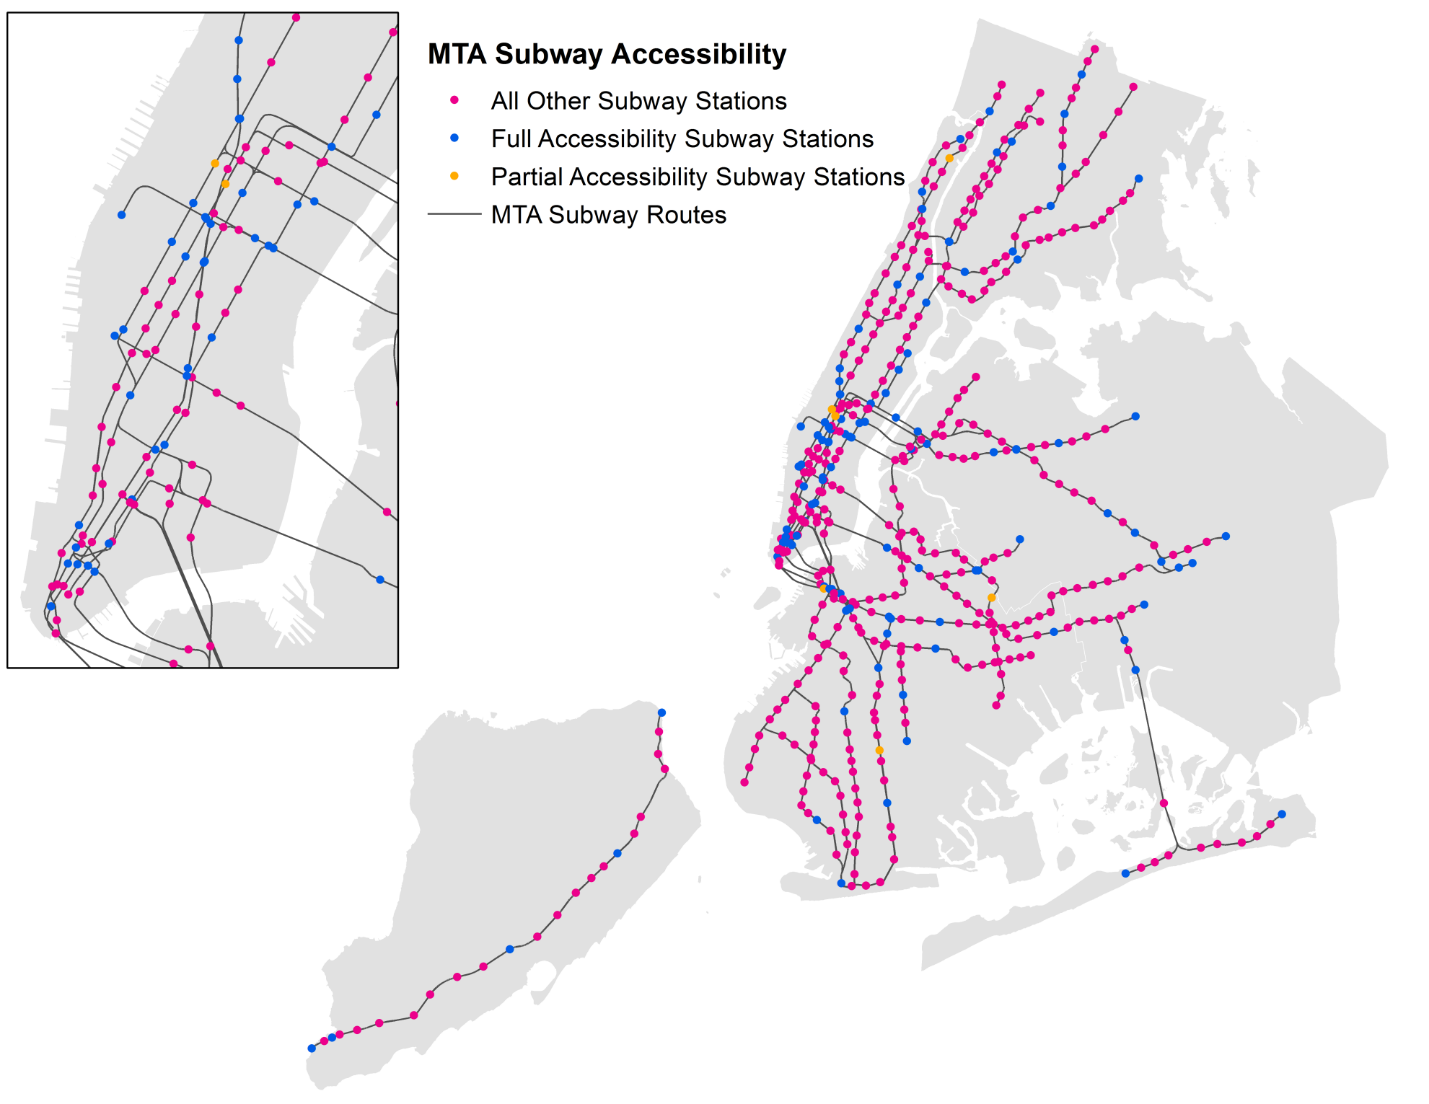 MTA Subway Accessibility
All Other Subway Stations
Full Accessibility Subway Stations
Partial Accessibility Subway Stations
MTA Subway Routes